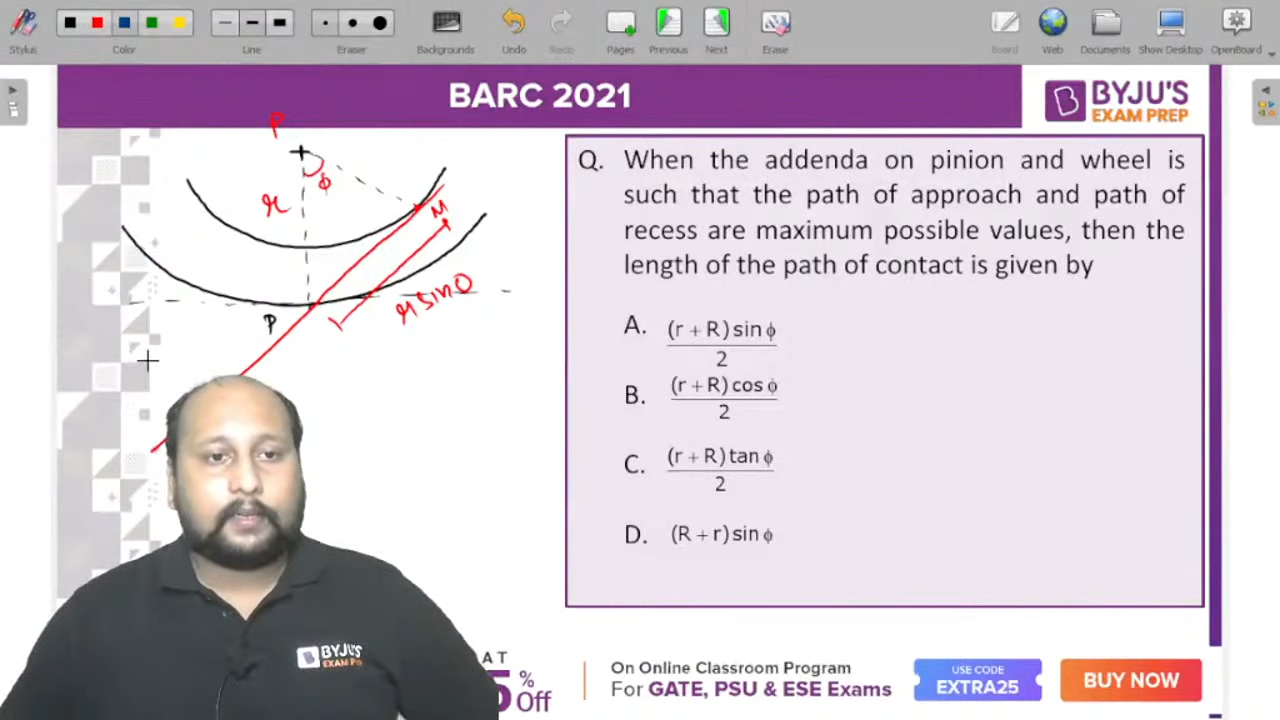 Stylus
Color
Line
Eraser
Backgrounds
Undo
Redo
Pages
Previous
Next
Erase
Board
Web
Documents
Show Desktop
OpenBoard
BARC 2021
BYJU'S
EXAM PREP
P
ϕ
r
M
r sin θ
P
Q. When the addenda on pinion and wheel is
such that the path of approach and path of
recess are maximum possible values, then the
length of the path of contact is given by
A. (r + R) sin ϕ
2
B. (r + R) cos ϕ
2
C. (r + R) tan ϕ
2
D. (R + r) sin ϕ
BYJU'S
AT
5% Off
On Online Classroom Program
For GATE, PSU & ESE Exams
USE CODE
EXTRA25
BUY NOW